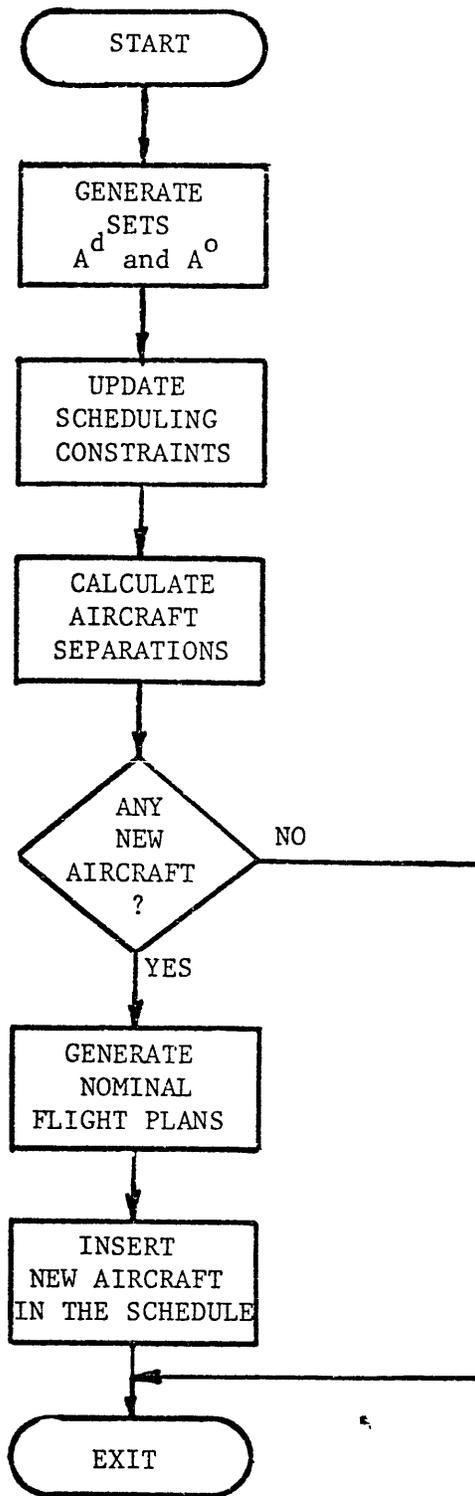 START
GENERATE
SETS
A^d and A^o
UPDATE
SCHEDULING
CONSTRAINTS
CALCULATE
AIRCRAFT
SEPARATIONS
ANY
NEW
AIRCRAFT
?
NO
YES
GENERATE
NOMINAL
FLIGHT PLANS
INSERT
NEW AIRCRAFT
IN THE SCHEDULE
EXIT